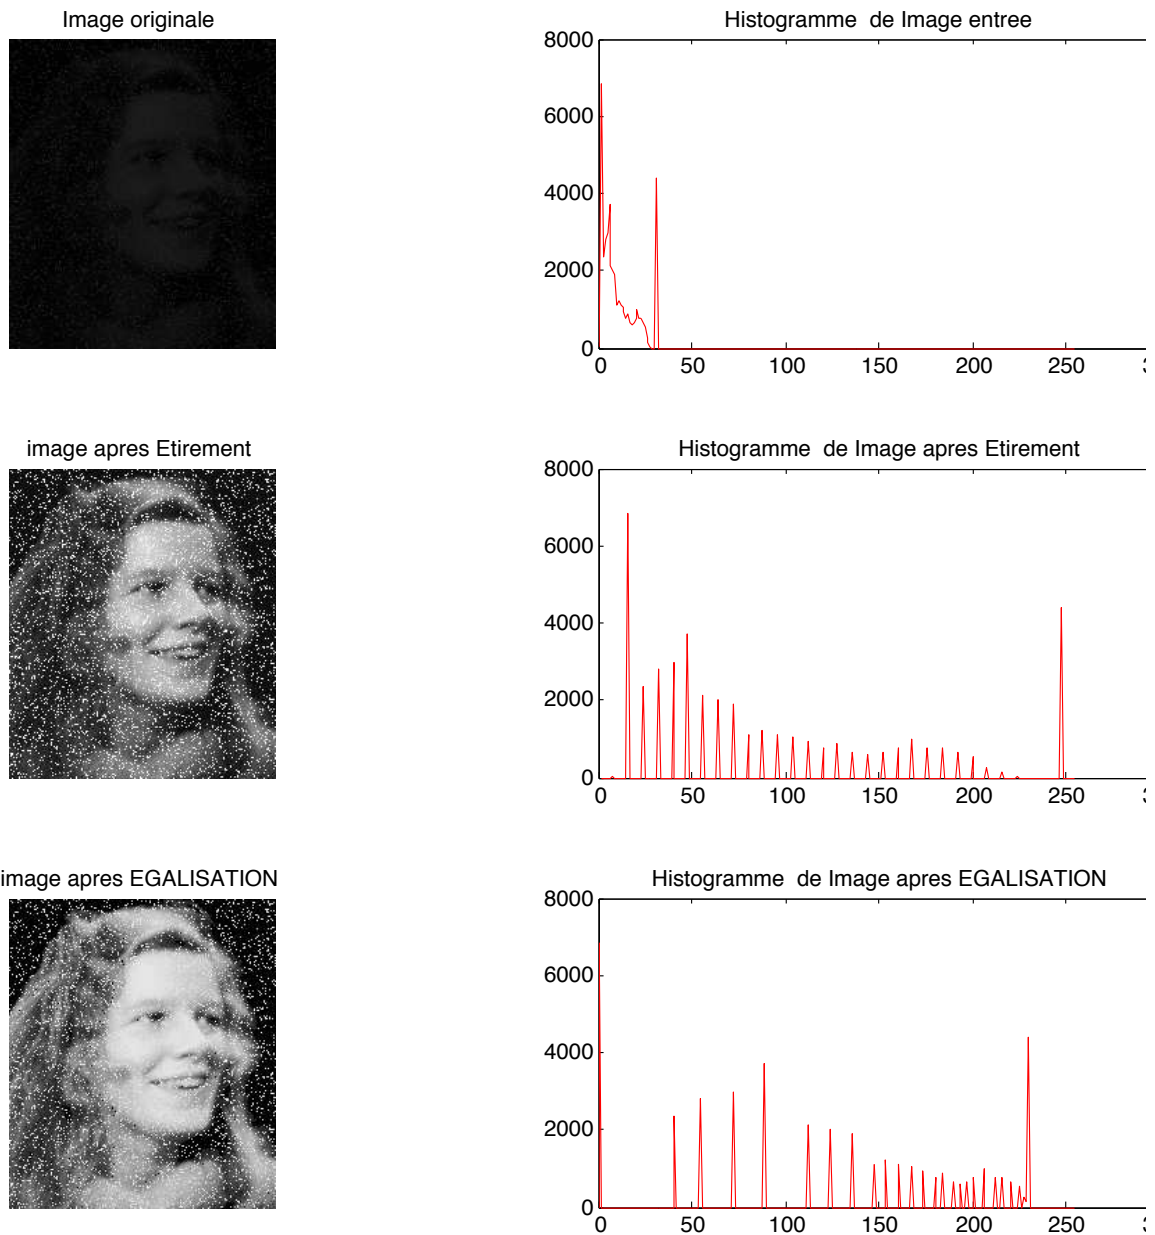 Image originale
Histogramme de Image entree
8000
6000
4000
2000
0
0 50 100 150 200 250
image apres Etirement
Histogramme de Image apres Etirement
8000
6000
4000
2000
0
0 50 100 150 200 250
image apres EGALISATION
Histogramme de Image apres EGALISATION
8000
6000
4000
2000
0
0 50 100 150 200 250